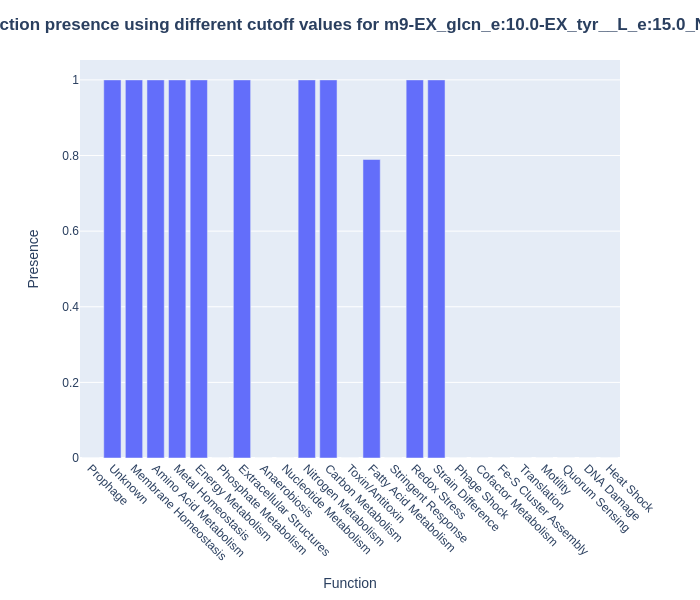 ction presence using different cutoff values for m9-EX_glcn_e:10.0-EX_tyr__L_e:15.0_N
Presence
1
0.8
0.6
0.4
0.2
0
Prophage
Unknown
Membrane Homeostasis
Amino Acid Metabolism
Metal Homeostasis
Energy Metabolism
Phosphate Metabolism
Extracellular Structures
Anaerobiosis
Nucleotide Metabolism
Nitrogen Metabolism
Carbon Metabolism
Toxin/Antitoxin
Fatty Acid Metabolism
Stringent Response
Redox Stress
Strain Difference
Phage Shock
Cofactor Metabolism
Fe-S Cluster Assembly
Translation
Motility
Quorum Sensing
DNA Damage
Heat Shock
Function